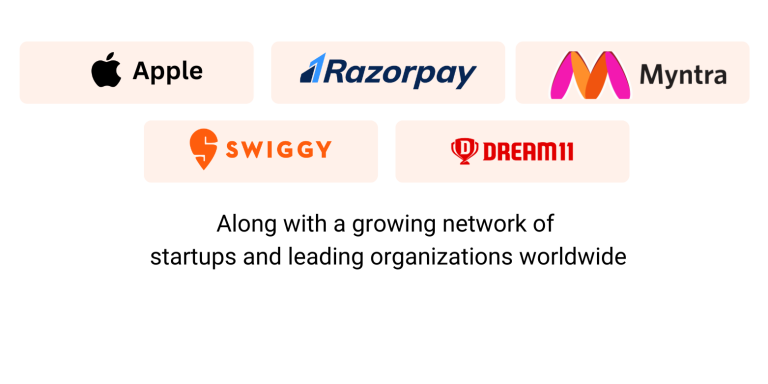 Apple
Razorpay
Myntra
SWIGGY
DREAM11
Along with a growing network of
startups and leading organizations worldwide